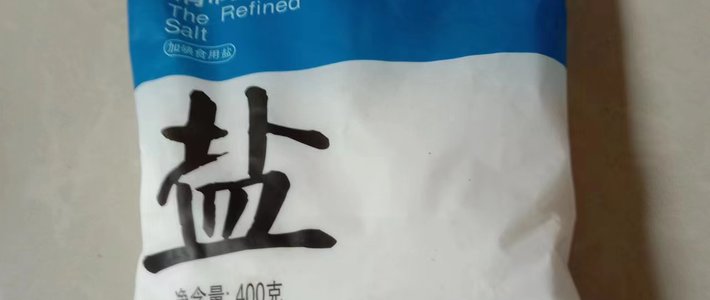 The Refined
Salt
加碘食用盐
盐
净含量: 400克